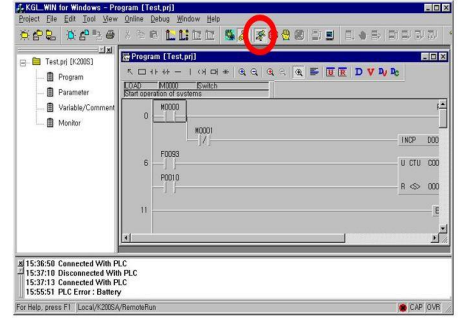 KGL_WIN for Windows - Program [Test,prj]
Project File Edit Tool View Online Debug Window Help
Test,prj [K200S]
Program
Parameter
Variable/Comment
Monitor
Program [Test,prj]
U R D V
LOAD M0000 Switch
Start operation of systems
M0000
0
M0001
INCP D00
F0093
6
U CTU C00
P0010
R <S> 000
11
E
15:36:50 Connected With PLC
15:37:10 Disconnected With PLC
15:37:13 Connected With PLC
15:55:51 PLC Error : Battery
For Help, press F1 Local/K200SA/RemoteRun CAP OVR